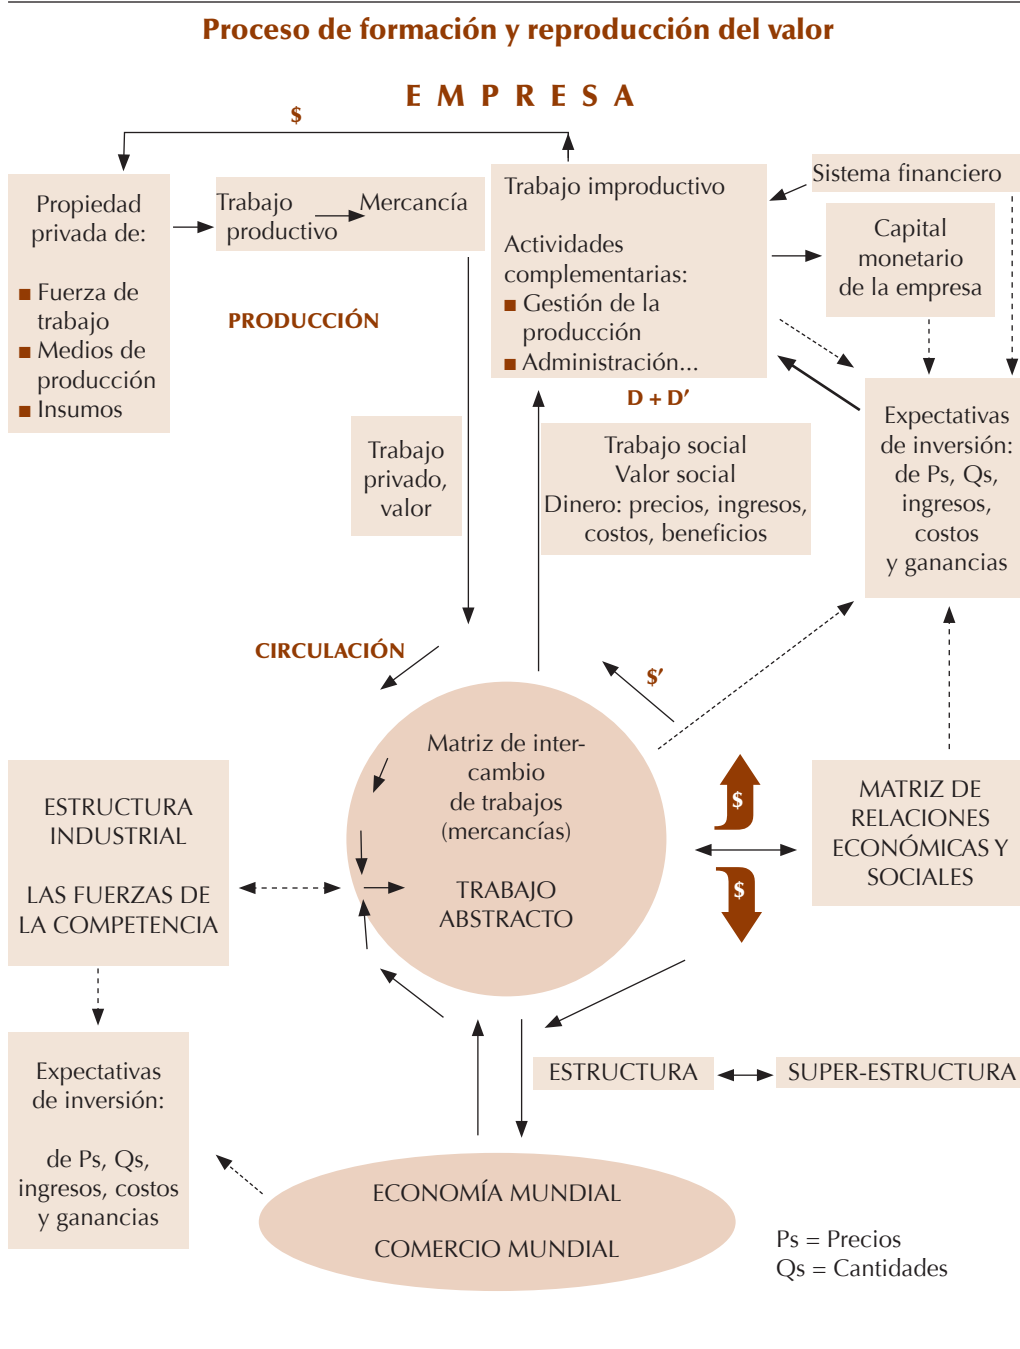 Proceso de formación y reproducción del valor
E M P R E S A
$
Propiedad
privada de:
■ Fuerza de
trabajo
■ Medios de
producción
■ Insumos
Trabajo
productivo
Mercancía
Trabajo improductivo
Actividades
complementarias:
■ Gestión de la
producción
■ Administración...
Sistema financiero
Capital
monetario
de la empresa
PRODUCCIÓN
D + D′
Trabajo
privado,
valor
Trabajo social
Valor social
Dinero: precios, ingresos,
costos, beneficios
Expectativas
de inversión:
de Ps, Qs,
ingresos,
costos
y ganancias
CIRCULACIÓN
$′
Matriz de inter-
cambio
de trabajos
(mercancías)
TRABAJO
ABSTRACTO
ESTRUCTURA
INDUSTRIAL
LAS FUERZAS DE
LA COMPETENCIA
$
$
MATRIZ DE
RELACIONES
ECONÓMICAS Y
SOCIALES
Expectativas
de inversión:
de Ps, Qs,
ingresos, costos
y ganancias
ESTRUCTURA
SUPER-ESTRUCTURA
ECONOMÍA MUNDIAL
COMERCIO MUNDIAL
Ps = Precios
Qs = Cantidades